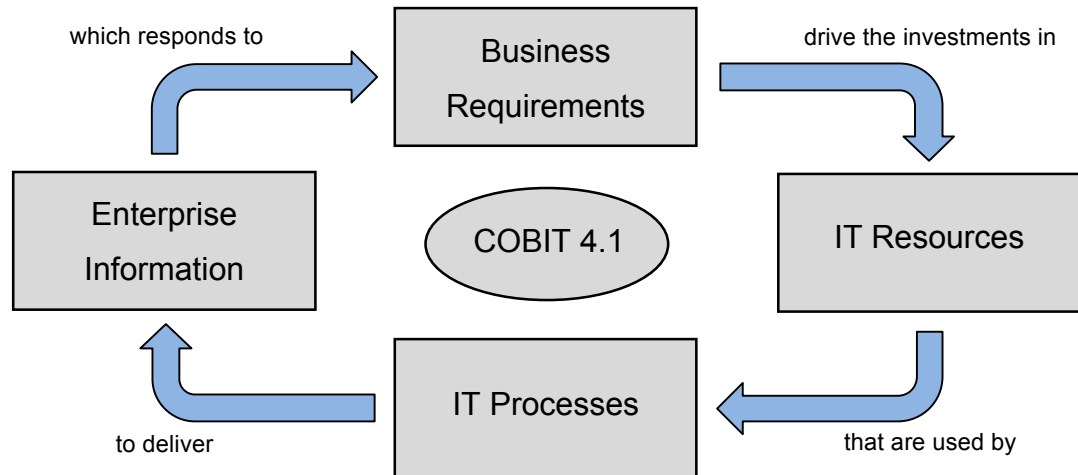 which responds to
Business
Requirements
drive the investments in
Enterprise
Information
COBIT 4.1
IT Resources
IT Processes
to deliver
that are used by